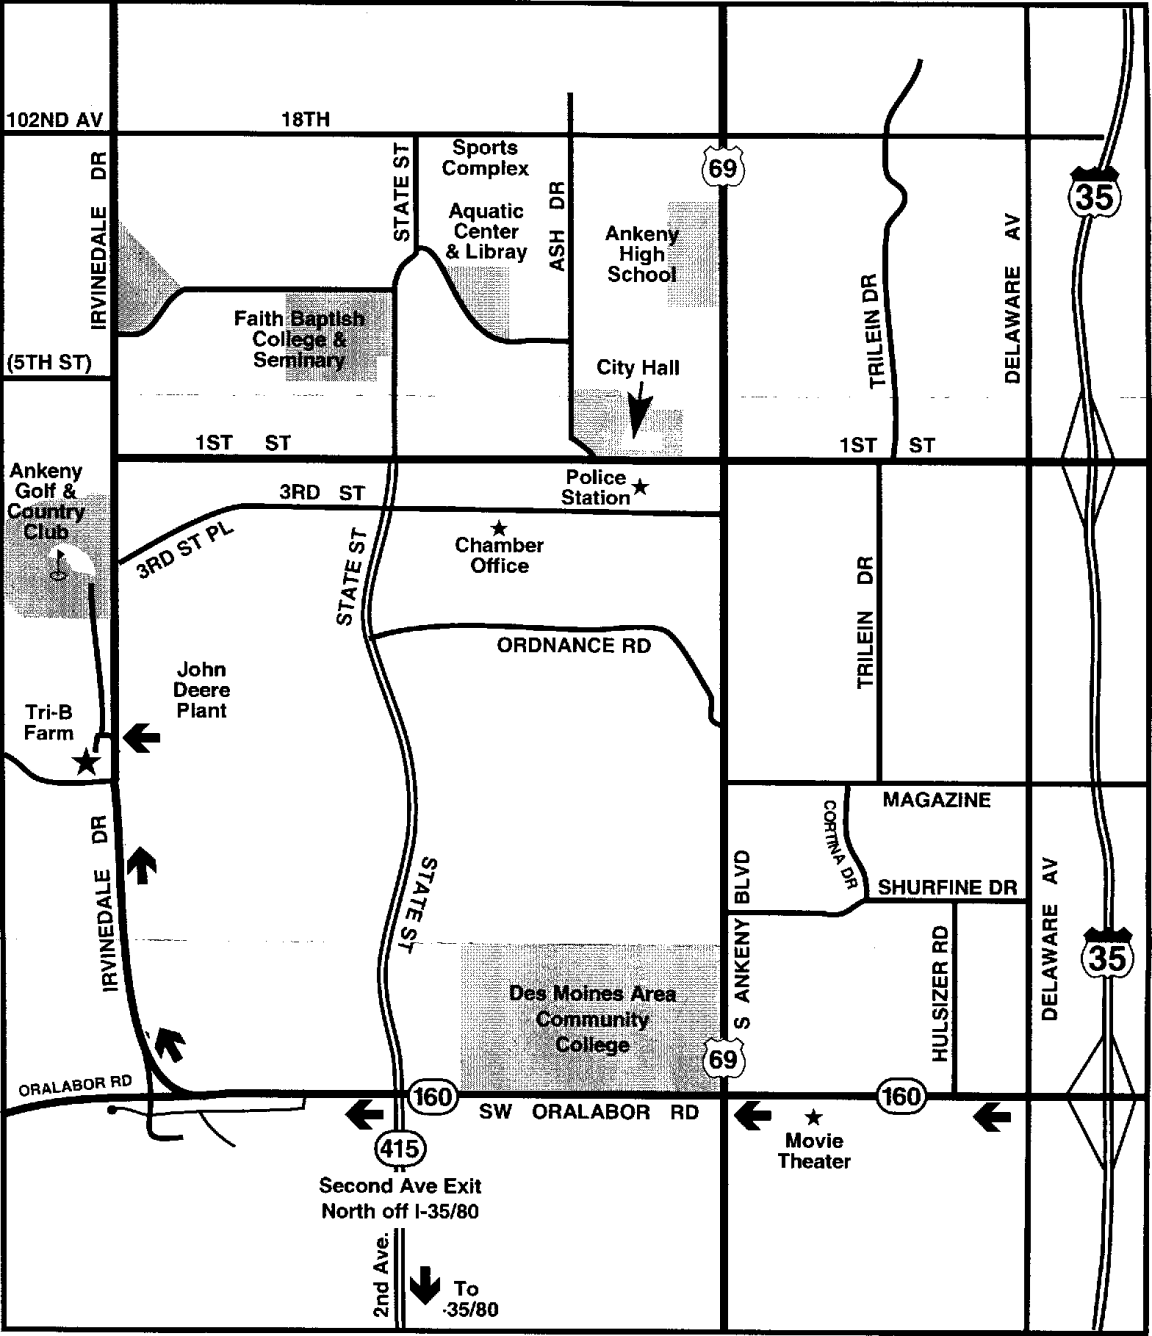 102ND AV
18TH
IRVINEDALE DR
STATE ST
Sports
Complex
Aquatic
Center
& Libray
ASH DR
Ankeny
High
School
69
TRILEIN DR
DELAWARE AV
35
(5TH ST)
Faith Baptish
College &
Seminary
City Hall
1ST ST
1ST ST
Ankeny
Golf &
Country
Club
3RD ST
3RD ST PL
Police
Station
Chamber
Office
STATE ST
ORDNANCE RD
TRILEIN DR
John
Deere
Plant
Tri-B
Farm
IRVINEDALE DR
STATE ST
MAGAZINE
CORTINA DR
SHURFINE DR
S ANKENY BLVD
HULSIZER RD
DELAWARE AV
35
Des Moines Area
Community
College
69
ORALABOR RD
160
SW ORALABOR RD
160
Movie
Theater
415
Second Ave Exit
North off I-35/80
2nd Ave.
To
-35/80